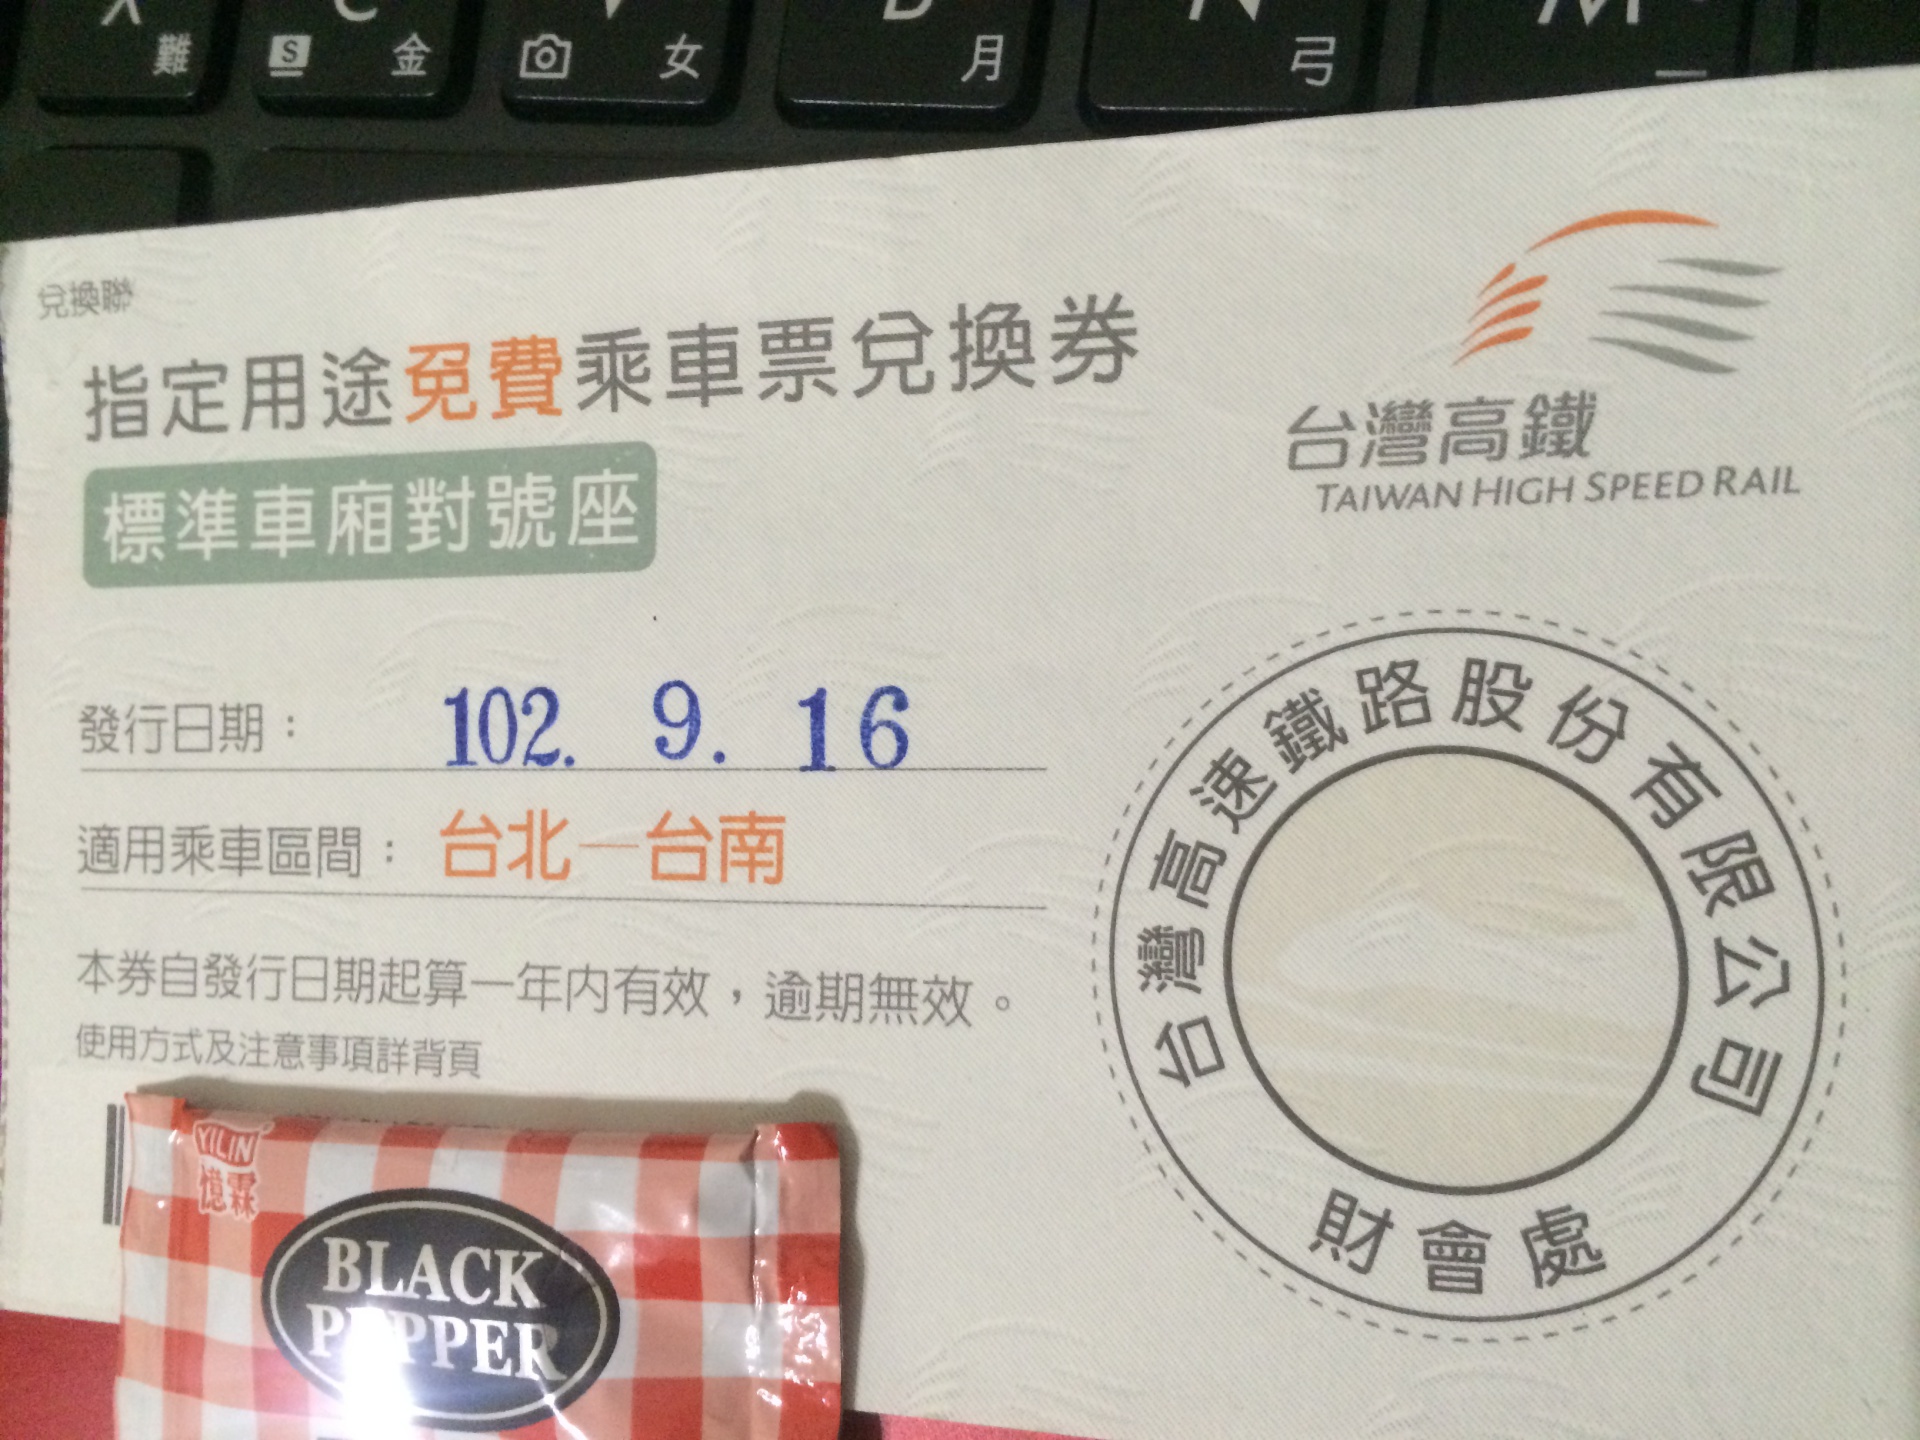 難
C
S
金
女
月
弓
一
兌換聯
指定用途免費乘車票兌換券
標準車廂對號座
台灣高鐵
TAIWAN HIGH SPEED RAIL
發行日期：102. 9. 16
適用乘車區間：台北—台南
本券自發行日期起算一年內有效，逾期無效。
使用方式及注意事項詳背頁
台灣高速鐵路股份有限公司
財會處
YILIN
憶霖
BLACK
PEPPER